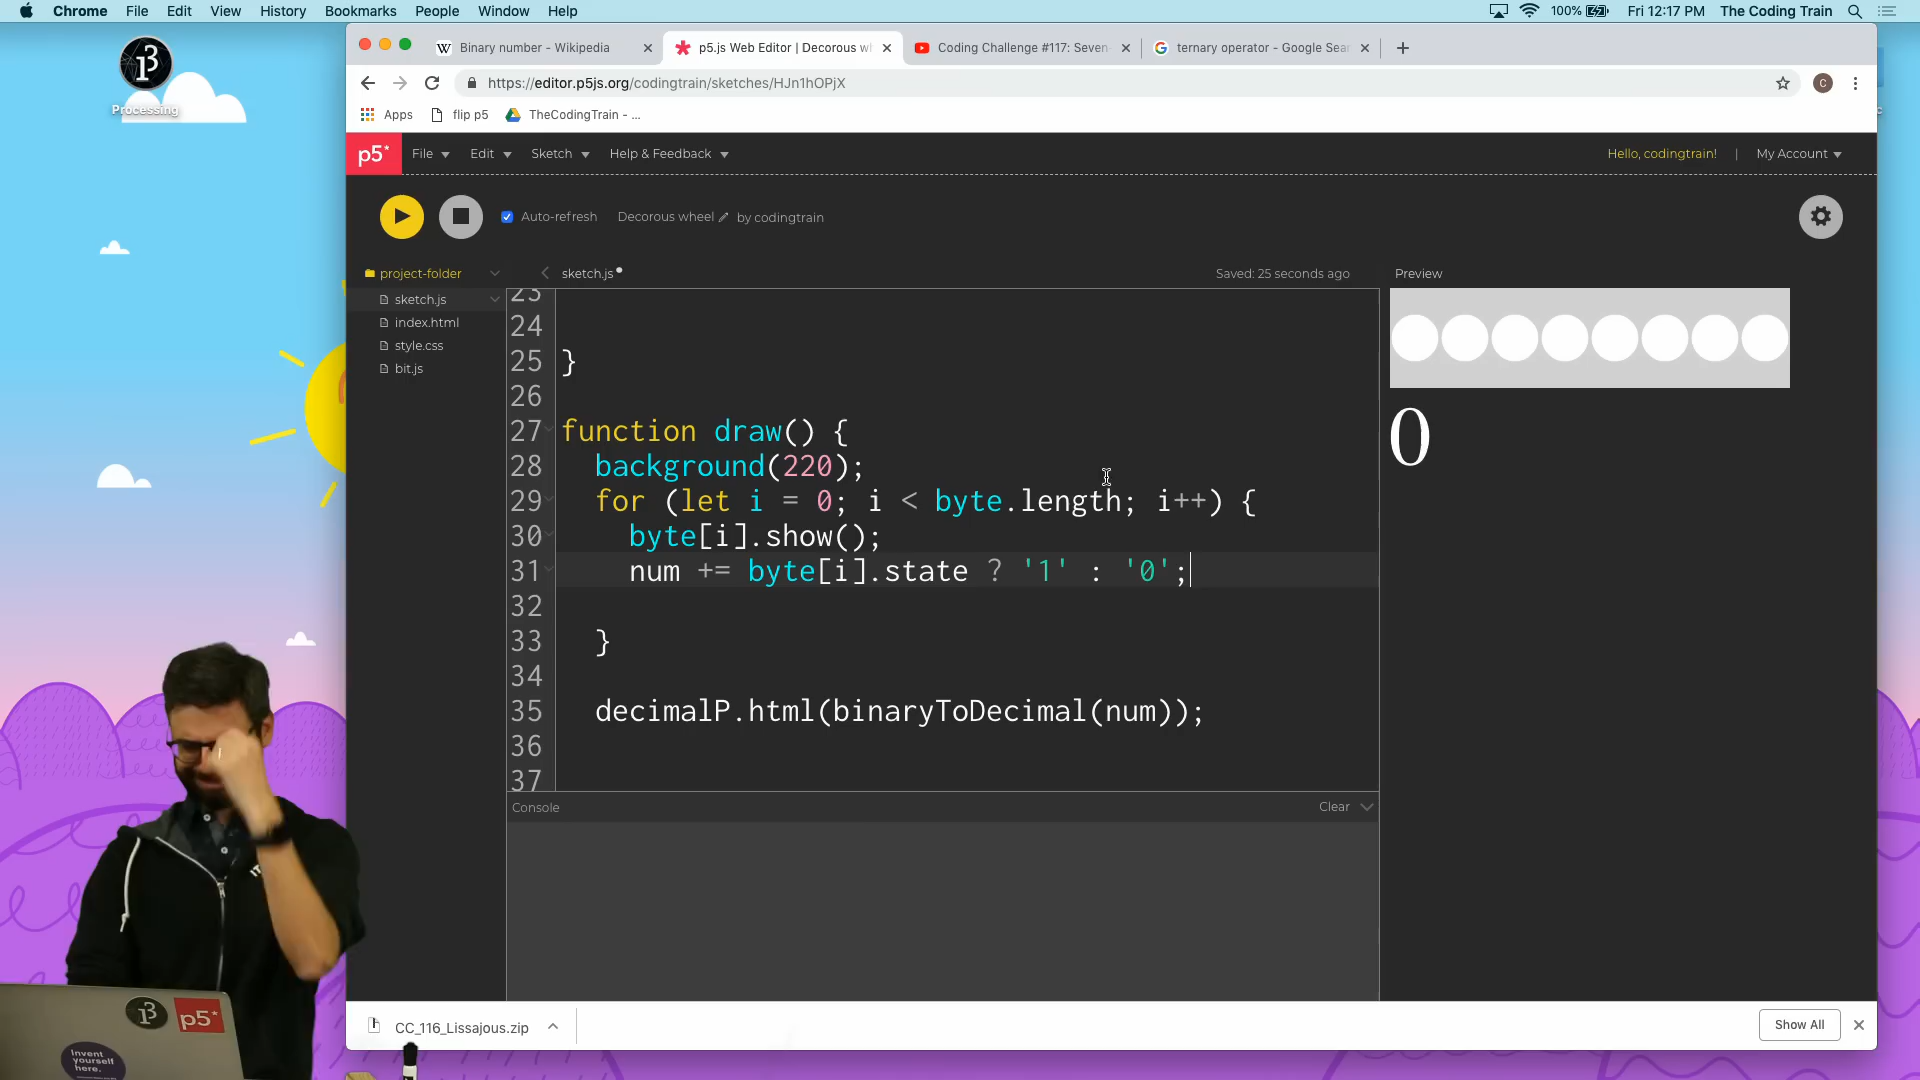 Chrome File Edit View History Bookmarks People Window Help 100% Fri 12:17 PM The Coding Train
Processing
W Binary number - Wikipedia
p5.js Web Editor | Decorous wh
Coding Challenge #117: Seven-
ternary operator - Google Sear
https://editor.p5js.org/codingtrain/sketches/HJn1hOPjX
C
Apps flip p5 TheCodingTrain - ...
p5* File Edit Sketch Help & Feedback Hello, codingtrain! | My Account
Auto-refresh Decorous wheel by codingtrain
project-folder
sketch.js
index.html
style.css
bit.js
sketch.js Saved: 25 seconds ago Preview
23
24
25 }
26
27 function draw() {
28 background(220);
29 for (let i = 0; i < byte.length; i++) {
30 byte[i].show();
31 num += byte[i].state ? '1' : '0';
32
33 }
34
35 decimalP.html(binaryToDecimal(num));
36
37
0
Console Clear
CC_116_Lissajous.zip Show All
p5*
Invent
yourself
here.